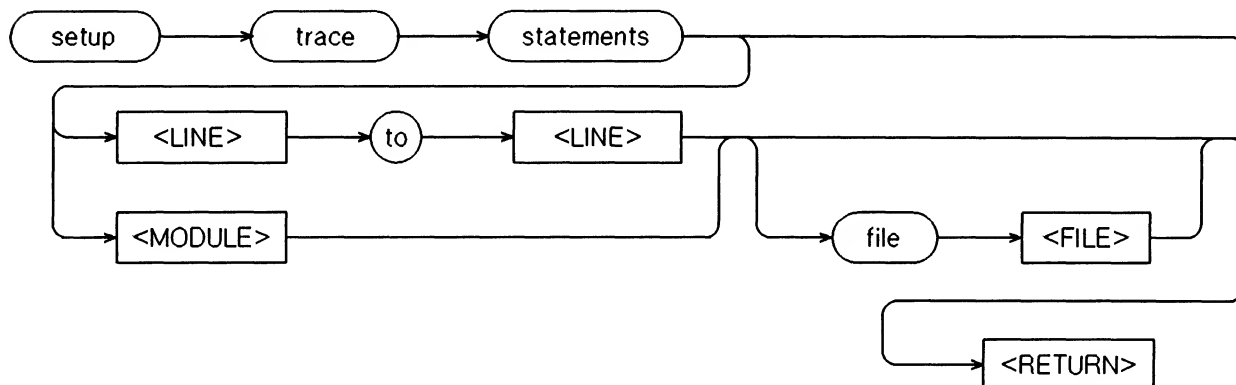 setup trace statements
<LINE> to <LINE>
<MODULE>
file <FILE>
<RETURN>